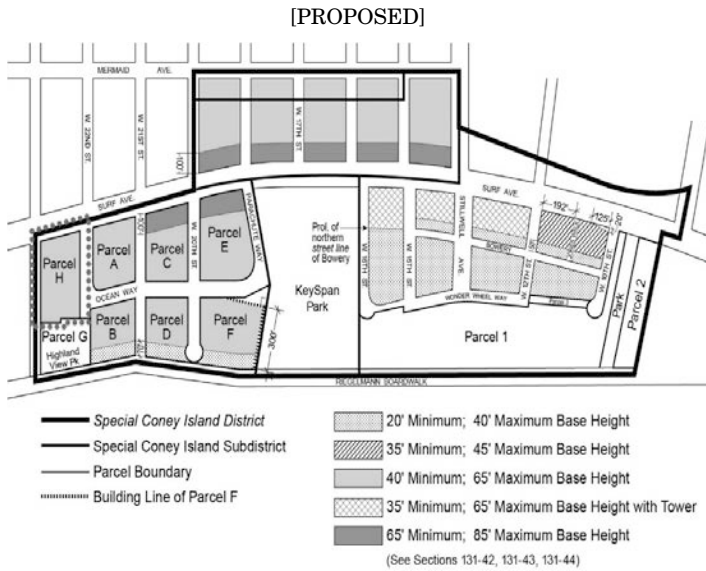 [PROPOSED]
MERMAID AVE.
W. 22ND ST.
W. 21ST ST.
W 17TH ST
100'
SURF AVE.
SURF AVE.
192'
125'
20'
Parcel H
Parcel A
100'
Parcel C
W 20TH ST
Parcel E
PARACHUTE WAY
Prol. of
northern
street line
of Bowery
W 16TH ST
W 15TH ST
STILLWELL AVE
BOWERY
W 12TH ST
W 10TH ST
OCEAN WAY
KeySpan
Park
WONDER WHEEL WAY
Parcel G
Highland
View Pk
Parcel B
Parcel D
Parcel F
300'
Parcel 1
Park
Parcel 2
RIEGELMANN BOARDWALK
Special Coney Island District
Special Coney Island Subdistrict
Parcel Boundary
Building Line of Parcel F
20' Minimum; 40' Maximum Base Height
35' Minimum; 45' Maximum Base Height
40' Minimum; 65' Maximum Base Height
35' Minimum; 65' Maximum Base Height with Tower
65' Minimum; 85' Maximum Base Height
(See Sections 131-42, 131-43, 131-44)